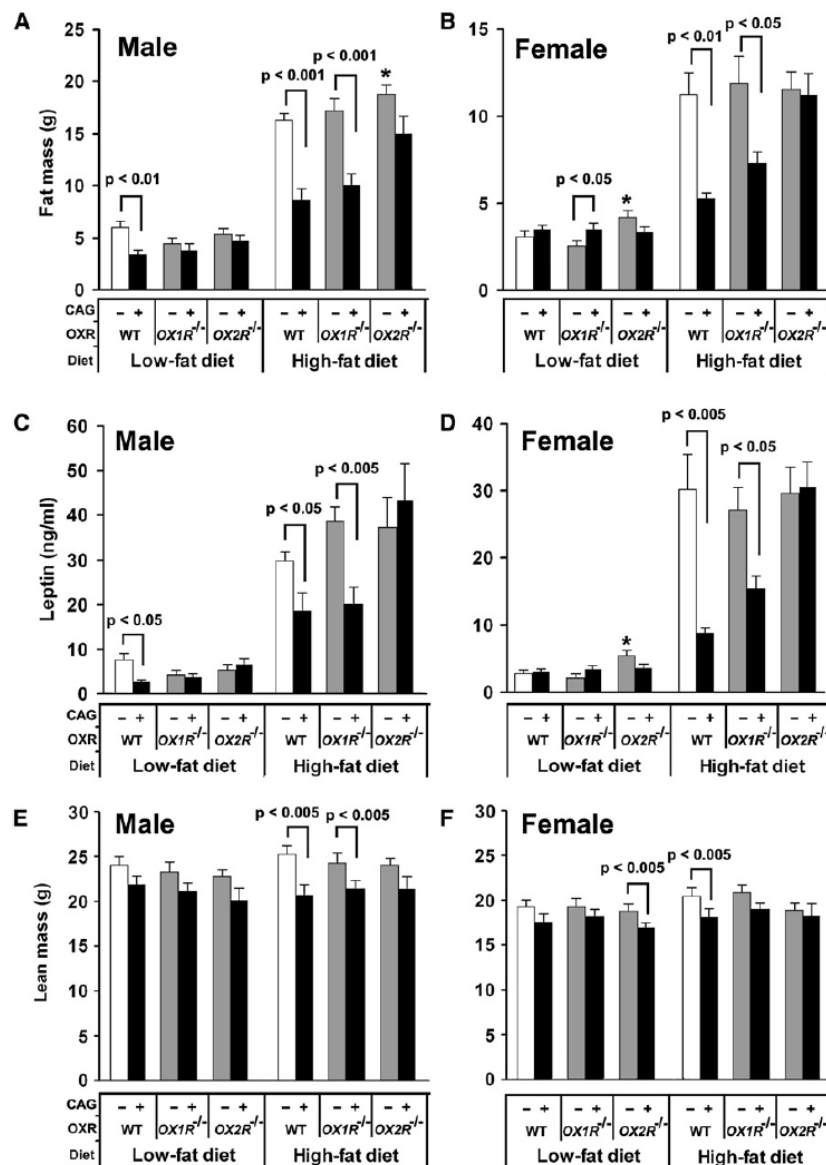 A
Male
Fat mass (g)
25
20
15
10
5
0
p < 0.01
p < 0.001
p < 0.001
*
CAG − + − + − + − + − + − +
OXR WT OX1R-/- OX2R-/- WT OX1R-/- OX2R-/-
Diet Low-fat diet High-fat diet
B
Female
15
10
5
0
p < 0.05
*
p < 0.01
p < 0.05
− + − + − + − + − + − +
WT OX1R-/- OX2R-/- WT OX1R-/- OX2R-/-
Low-fat diet High-fat diet
C
Male
Leptin (ng/ml)
60
50
40
30
20
10
0
p < 0.05
p < 0.05
p < 0.005
CAG − + − + − + − + − + − +
OXR WT OX1R-/- OX2R-/- WT OX1R-/- OX2R-/-
Diet Low-fat diet High-fat diet
D
Female
40
30
20
10
0
*
p < 0.005
p < 0.05
− + − + − + − + − + − +
WT OX1R-/- OX2R-/- WT OX1R-/- OX2R-/-
Low-fat diet High-fat diet
E
Male
Lean mass (g)
30
25
20
15
10
5
0
p < 0.005 p < 0.005
CAG − + − + − + − + − + − +
OXR WT OX1R-/- OX2R-/- WT OX1R-/- OX2R-/-
Diet Low-fat diet High-fat diet
F
Female
30
25
20
15
10
5
0
p < 0.005
p < 0.005
− + − + − + − + − + − +
WT OX1R-/- OX2R-/- WT OX1R-/- OX2R-/-
Low-fat diet High-fat diet